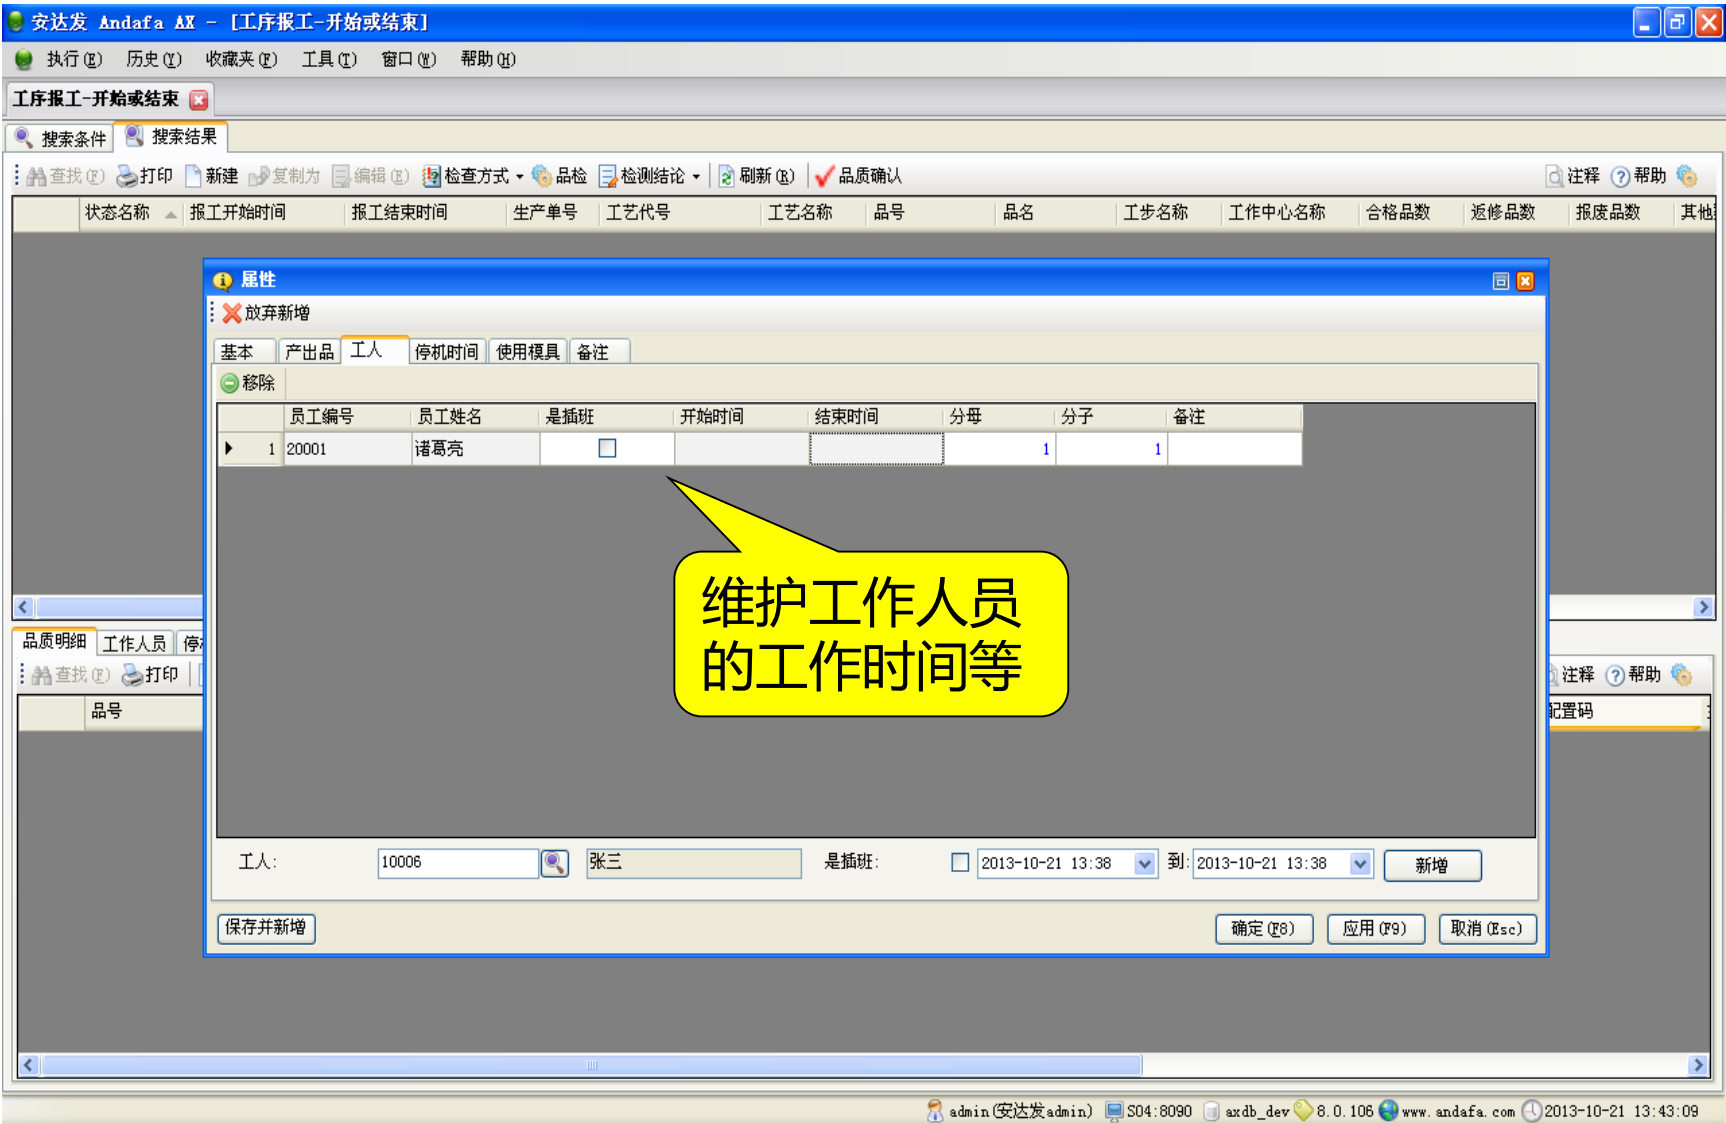 安达发 Andafa AX - [工序报工-开始或结束]
执行(E) 历史(Y) 收藏夹(F) 工具(T) 窗口(W) 帮助(H)
工序报工-开始或结束
搜索条件 搜索结果
查找(F) 打印 新建 复制为 编辑(E) 检查方式 品检 检测结论 刷新(R) 品质确认 注释 帮助
状态名称 报工开始时间 报工结束时间 生产单号 工艺代号 工艺名称 品号 品名 工步名称 工作中心名称 合格品数 返修品数 报废品数 其他
属性
放弃新增
基本 产出品 工人 停机时间 使用模具 备注
移除
员工编号 员工姓名 是插班 开始时间 结束时间 分母 分子 备注
1 20001 诸葛亮 1 1
维护工作人员
的工作时间等
品质明细 工作人员 停
查找(F) 打印 注释 帮助
品号 配置码
工人: 10006 张三 是插班: 2013-10-21 13:38 到: 2013-10-21 13:38 新增
保存并新增 确定(F8) 应用(F9) 取消(Esc)
admin(安达发admin) S04:8090 axdb_dev 8.0.106 www.andafa.com 2013-10-21 13:43:09